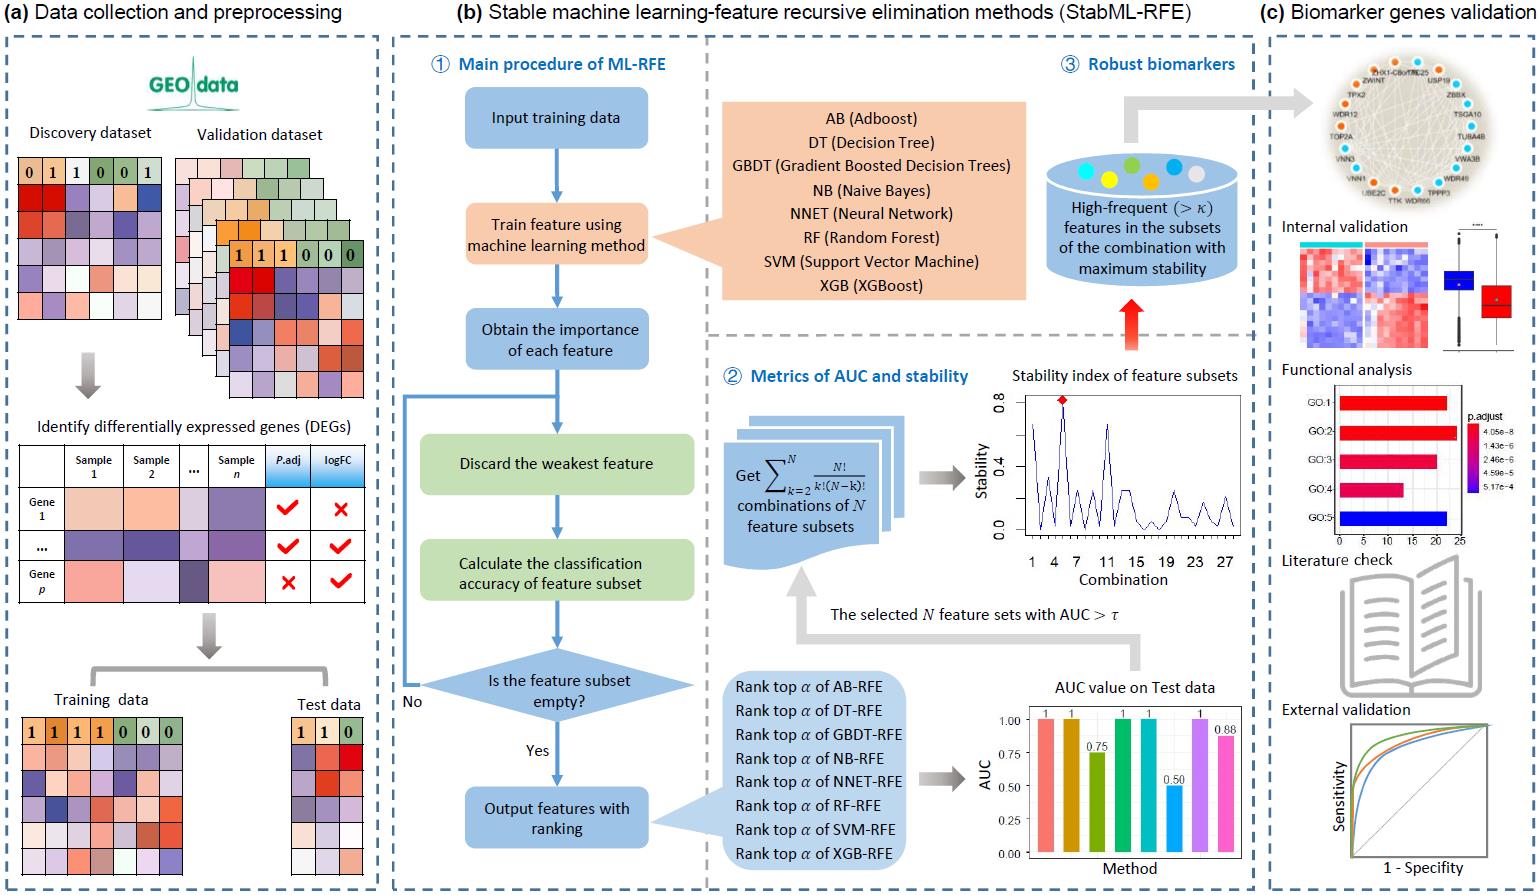 (a) Data collection and preprocessing
GEO data
Discovery dataset
Validation dataset
0 1 1 0 0 1
1 1 1 0 0 0
Identify differentially expressed genes (DEGs)
Sample 1
Sample 2
...
Sample n
P.adj
logFC
Gene 1
...
Gene p
Training data
Test data
1 1 1 1 0 0 0
1 1 0
(b) Stable machine learning-feature recursive elimination methods (StabML-RFE)
① Main procedure of ML-RFE
Input training data
Train feature using
machine learning method
Obtain the importance
of each feature
Discard the weakest feature
Calculate the classification
accuracy of feature subset
Is the feature subset
empty?
No
Yes
Output features with
ranking
AB (Adboost)
DT (Decision Tree)
GBDT (Gradient Boosted Decision Trees)
NB (Naive Bayes)
NNET (Neural Network)
RF (Random Forest)
SVM (Support Vector Machine)
XGB (XGBoost)
Rank top α of AB-RFE
Rank top α of DT-RFE
Rank top α of GBDT-RFE
Rank top α of NB-RFE
Rank top α of NNET-RFE
Rank top α of RF-RFE
Rank top α of SVM-RFE
Rank top α of XGB-RFE
② Metrics of AUC and stability
Get ∑_{k=2}^{N} N!/k!(N−k)!
combinations of N
feature subsets
Stability index of feature subsets
Stability
0.8
0.4
0.0
1 4 7 11 15 19 23 27
Combination
The selected N feature sets with AUC > τ
AUC value on Test data
AUC
1.00
0.75
0.50
0.25
0.00
1 1 0.75 1 1 0.50 1 0.88
Method
③ Robust biomarkers
High-frequent (> κ)
features in the subsets
of the combination with
maximum stability
(c) Biomarker genes validation
USP19
ZBBX
TSGA10
TUBA4B
VWA3B
WDR49
TPPP3
WDR66
TTK
UBE2C
VNN1
VNN3
TOP2A
WDR12
TPX2
ZWINT
Internal validation
Functional analysis
GO:1
GO:2
GO:3
GO:4
GO:5
0 5 10 15 20 25
p.adjust
4.05e-8
1.43e-6
2.46e-6
4.59e-5
5.17e-4
Literature check
External validation
Sensitivity
1 - Specifity